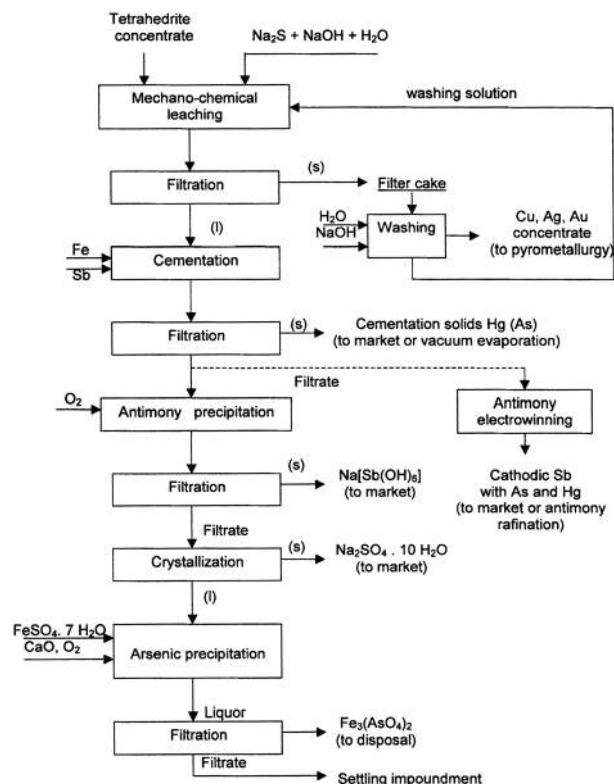 Tetrahedrite
concentrate
Na₂S + NaOH + H₂O
Mechano-chemical
leaching
washing solution
Filtration
(s)
Filter cake
(l)
H₂O
NaOH
Washing
Cu, Ag, Au
concentrate
(to pyrometallurgy)
Fe
Sb
Cementation
Filtration
(s)
Cementation solids Hg (As)
(to market or vacuum evaporation)
Filtrate
O₂
Antimony precipitation
Antimony
electrowinning
Filtration
(s)
Na[Sb(OH)₆]
(to market)
Cathodic Sb
with As and Hg
(to market or antimony
rafination)
Filtrate
Crystallization
(s)
Na₂SO₄ . 10 H₂O
(to market)
(l)
FeSO₄. 7 H₂O
CaO, O₂
Arsenic precipitation
Liquor
Filtration
Fe₃(AsO₄)₂
(to disposal)
Filtrate
Settling impoundment